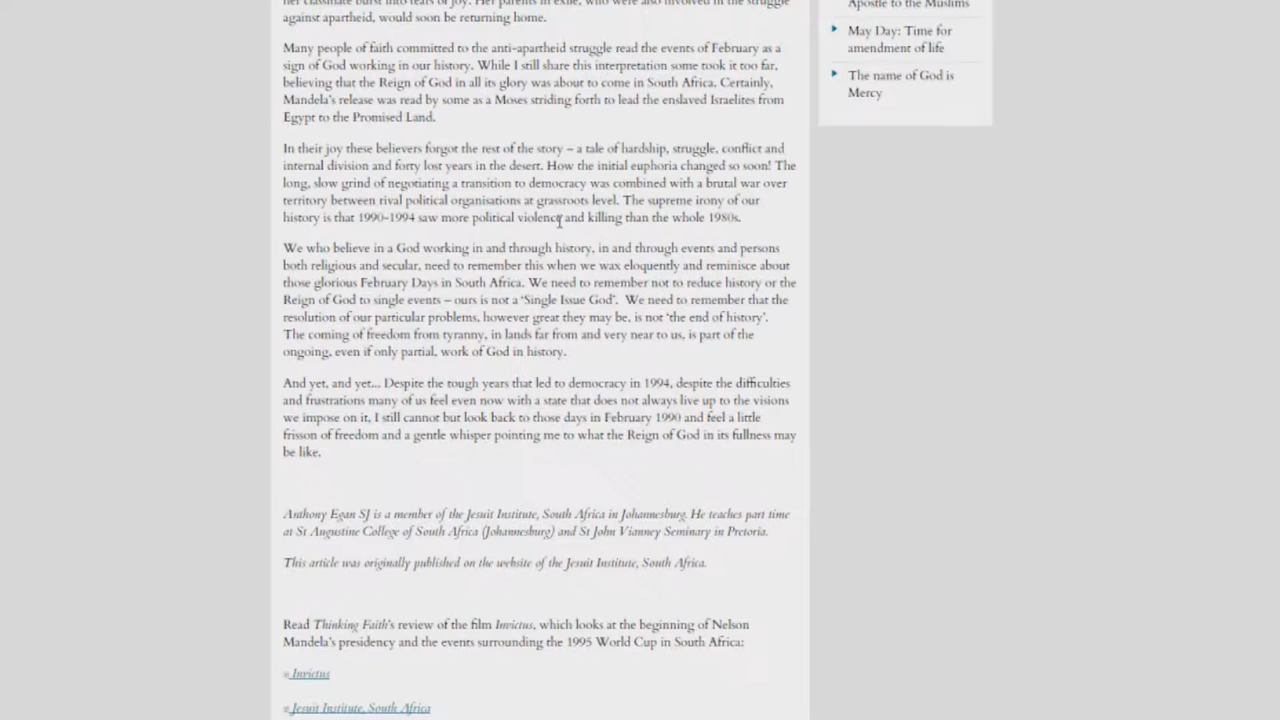 her classmate burst into tears of joy. Her parents in exile, who were also involved in the struggle
against apartheid, would soon be returning home.
Many people of faith committed to the anti-apartheid struggle read the events of February as a
sign of God working in our history. While I still share this interpretation some took it too far,
believing that the Reign of God in all its glory was about to come in South Africa. Certainly,
Mandela's release was read by some as a Moses striding forth to lead the enslaved Israelites from
Egypt to the Promised Land.
In their joy these believers forgot the rest of the story – a tale of hardship, struggle, conflict and
internal division and forty lost years in the desert. How the initial euphoria changed so soon! The
long, slow grind of negotiating a transition to democracy was combined with a brutal war over
territory between rival political organisations at grassroots level. The supreme irony of our
history is that 1990-1994 saw more political violence and killing than the whole 1980s.
We who believe in a God working in and through history, in and through events and persons
both religious and secular, need to remember this when we wax eloquently and reminisce about
those glorious February Days in South Africa. We need to remember not to reduce history or the
Reign of God to single events – ours is not a 'Single Issue God'. We need to remember that the
resolution of our particular problems, however great they may be, is not 'the end of history'.
The coming of freedom from tyranny, in lands far from and very near to us, is part of the
ongoing, even if only partial, work of God in history.
And yet, and yet... Despite the tough years that led to democracy in 1994, despite the difficulties
and frustrations many of us feel even now with a state that does not always live up to the visions
we impose on it, I still cannot but look back to those days in February 1990 and feel a little
frisson of freedom and a gentle whisper pointing me to what the Reign of God in its fullness may
be like.
Anthony Egan SJ is a member of the Jesuit Institute, South Africa in Johannesburg. He teaches part time
at St Augustine College of South Africa (Johannesburg) and St John Vianney Seminary in Pretoria.
This article was originally published on the website of the Jesuit Institute, South Africa.
Read Thinking Faith's review of the film Invictus, which looks at the beginning of Nelson
Mandela's presidency and the events surrounding the 1995 World Cup in South Africa:
Invictus
Jesuit Institute, South Africa
Apostle to the Muslims
May Day: Time for
amendment of life
The name of God is
Mercy